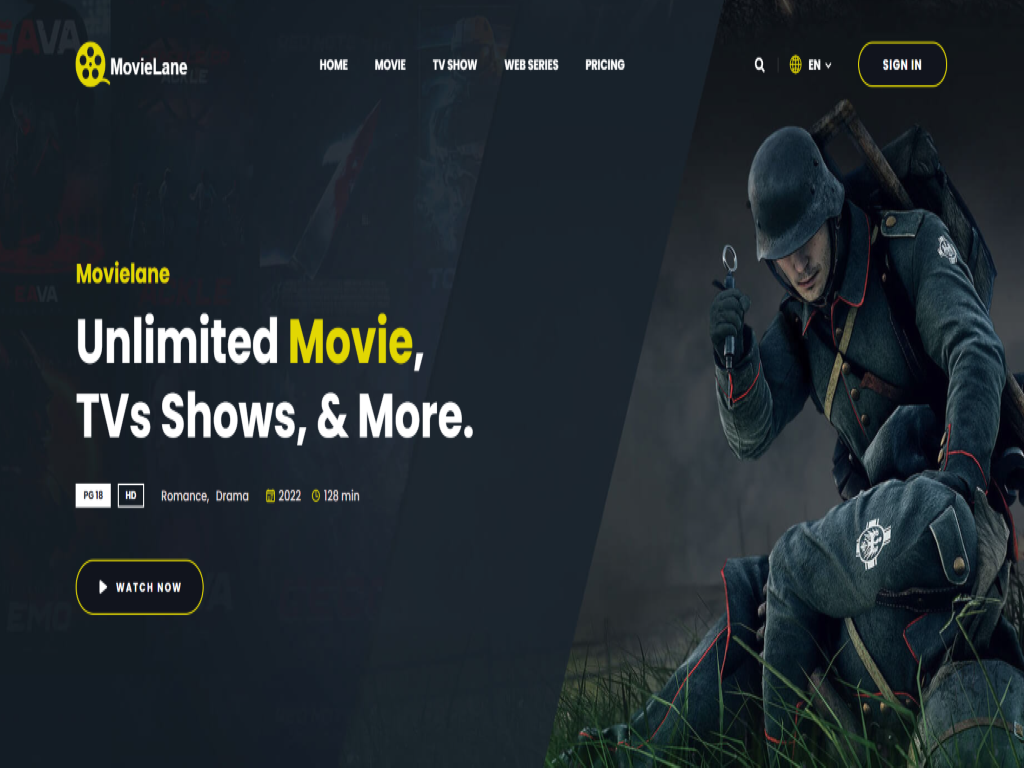 MovieLane
HOME MOVIE TV SHOW WEB SERIES PRICING
EN
SIGN IN
Movielane
Unlimited Movie,
TVs Shows, & More.
PG 18 HD Romance, Drama 2022 128 min
WATCH NOW